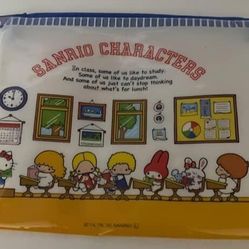 SANRIO CHARACTERS
In class, some of us like to study.
Some of us like to daydream.
And some of us just can't stop thinking
about what's for lunch!